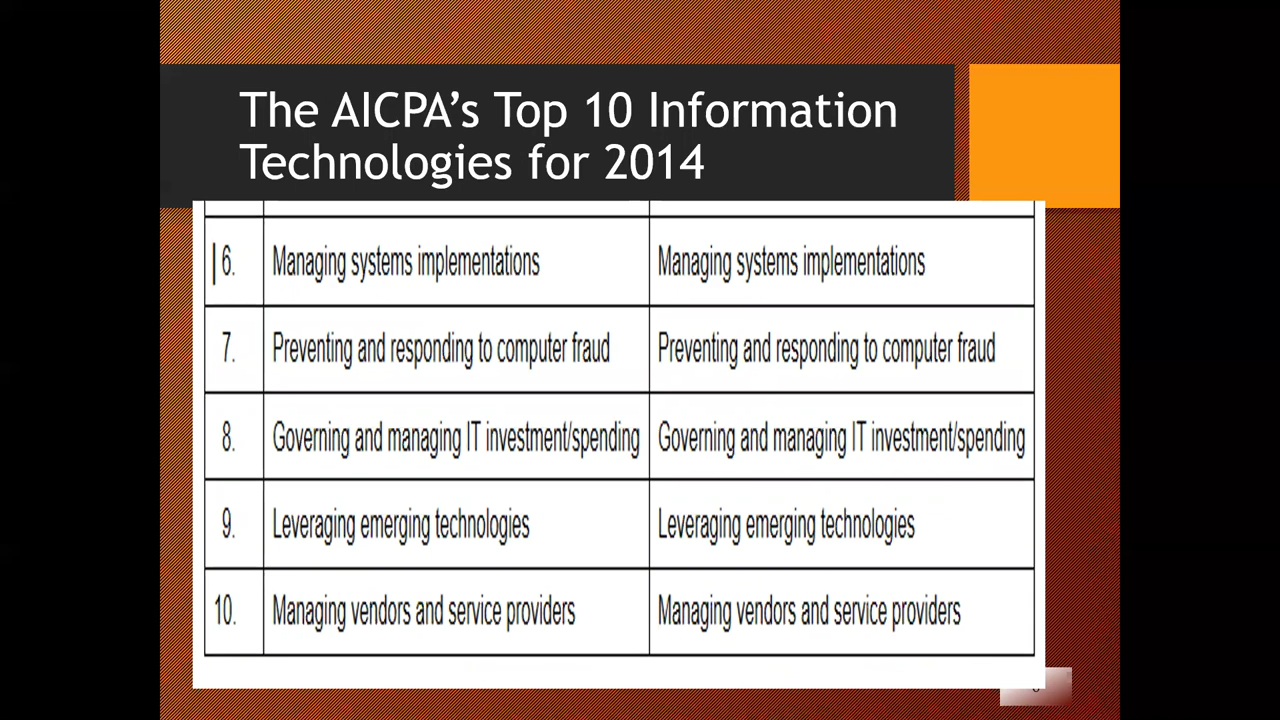 The AICPA's Top 10 Information
Technologies for 2014
6. Managing systems implementations Managing systems implementations
7. Preventing and responding to computer fraud Preventing and responding to computer fraud
8. Governing and managing IT investment/spending Governing and managing IT investment/spending
9. Leveraging emerging technologies Leveraging emerging technologies
10. Managing vendors and service providers Managing vendors and service providers